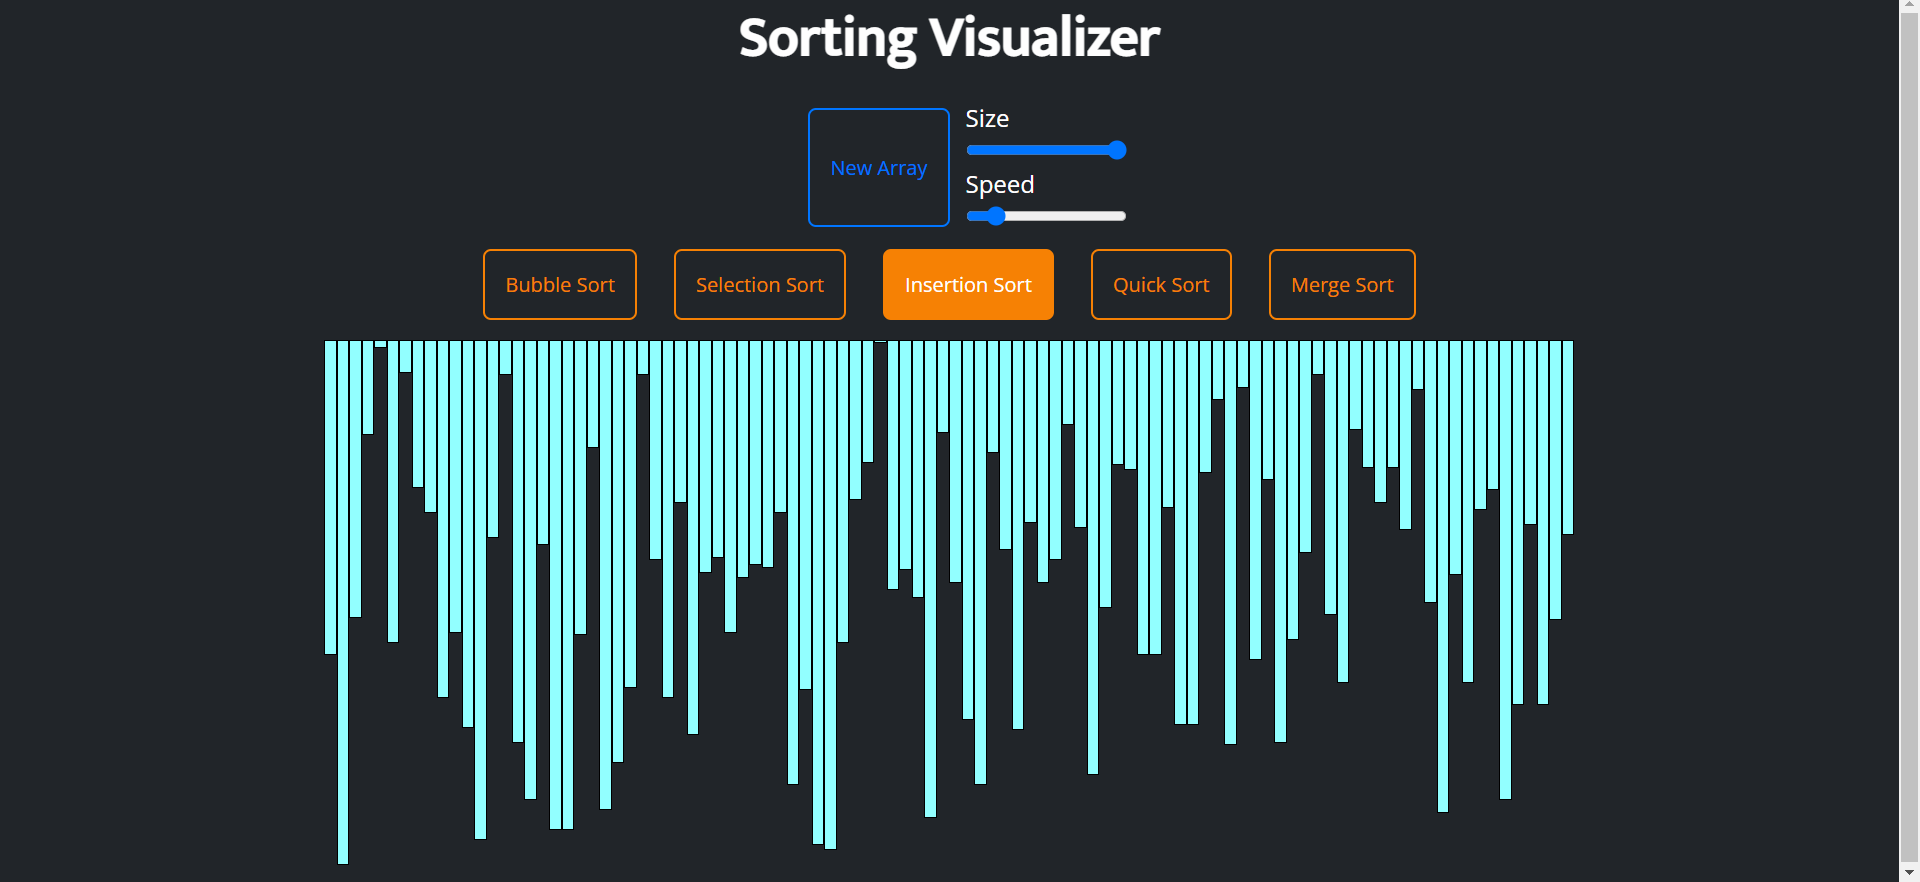 Sorting Visualizer
New Array
Size
Speed
Bubble Sort
Selection Sort
Insertion Sort
Quick Sort
Merge Sort